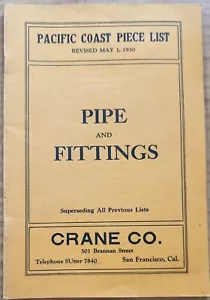 PACIFIC COAST PIECE LIST
REVISED MAY 1, 1930
PIPE
AND
FITTINGS
Superseding All Previous Lists
CRANE CO.
301 Brannan Street
Telephone SUtter 7840 San Francisco, Cal.